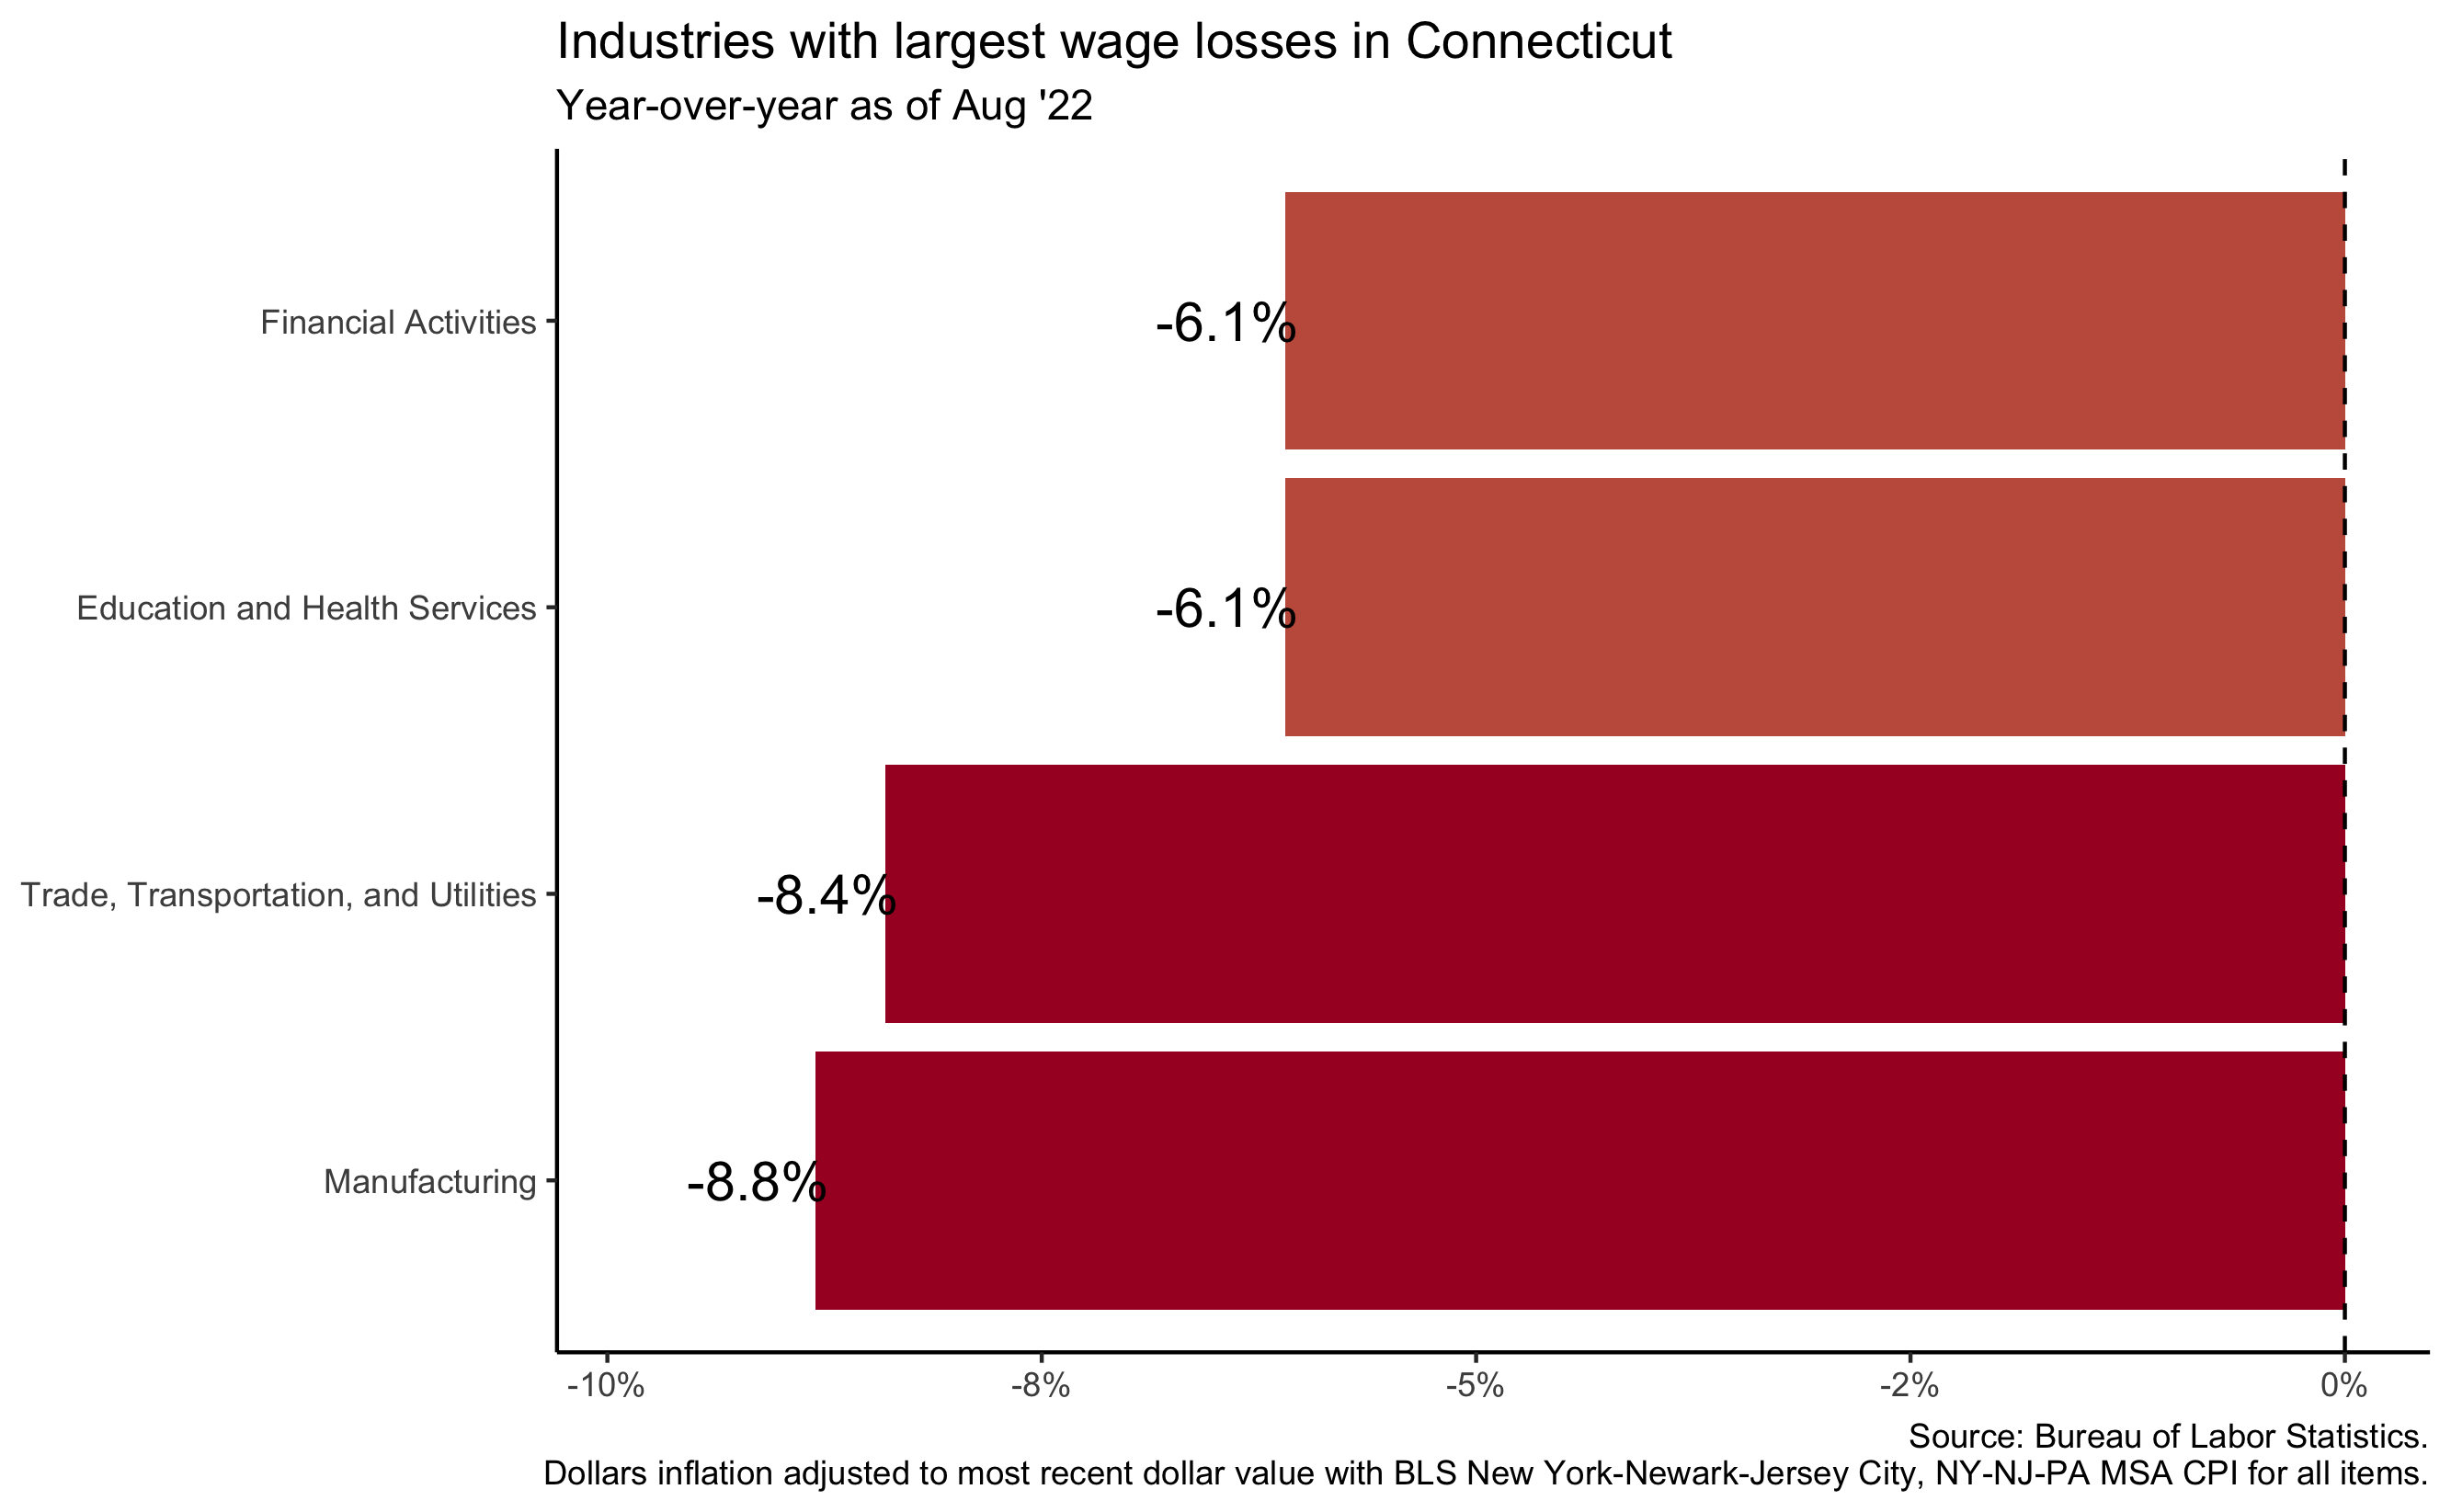 Industries with largest wage losses in Connecticut
Year-over-year as of Aug '22
Financial Activities
-6.1%
Education and Health Services
-6.1%
Trade, Transportation, and Utilities
-8.4%
Manufacturing
-8.8%
-10% -8% -5% -2% 0%
Source: Bureau of Labor Statistics.
Dollars inflation adjusted to most recent dollar value with BLS New York-Newark-Jersey City, NY-NJ-PA MSA CPI for all items.